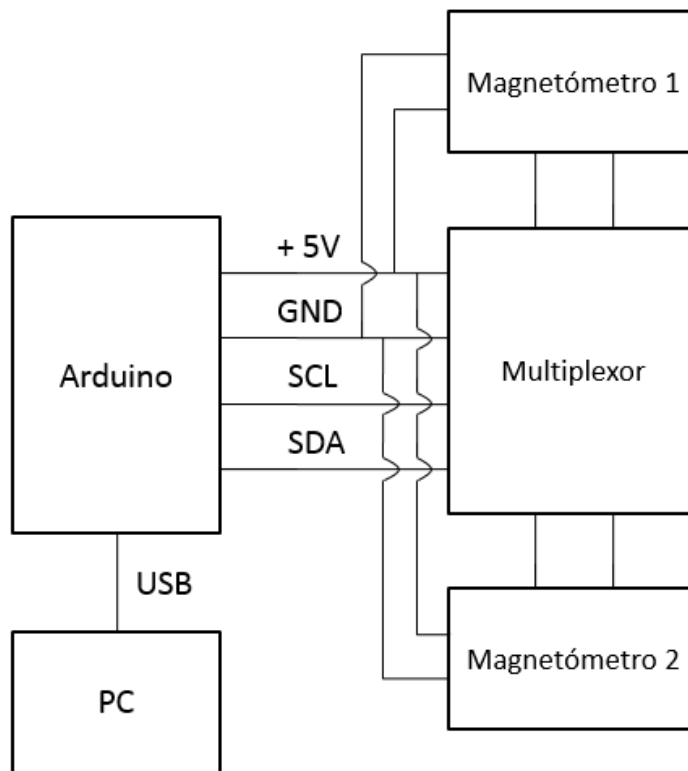 Magnetómetro 1
+ 5V
GND
Arduino
SCL
Multiplexor
SDA
USB
Magnetómetro 2
PC